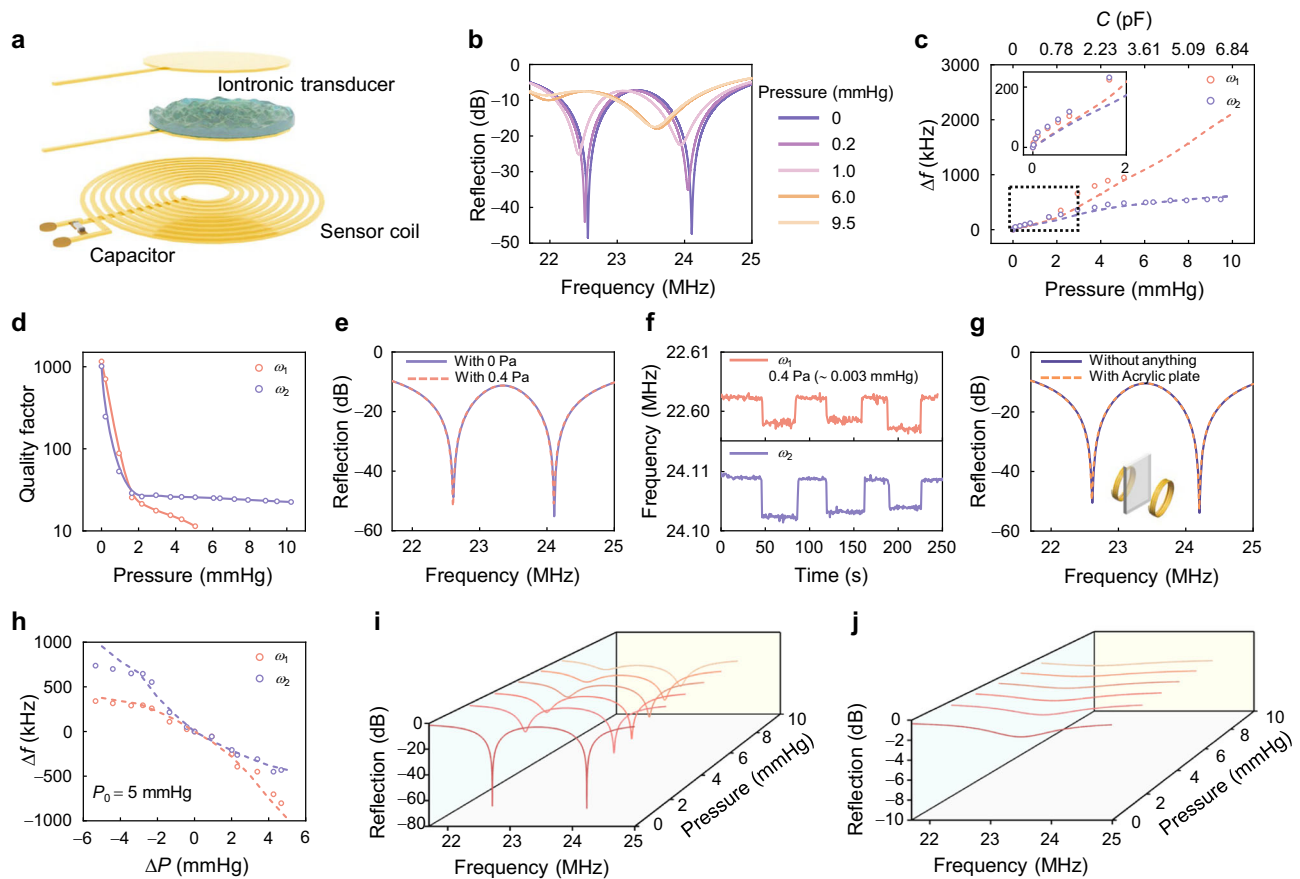 a
Iontronic transducer
Sensor coil
Capacitor
b
0
−10
−20
−30
−40
−50
Reflection (dB)
22
23
24
25
Frequency (MHz)
Pressure (mmHg)
0
0.2
1.0
6.0
9.5
c
C (pF)
0
0.78
2.23
3.61
5.09
6.84
3000
2000
1000
0
Δf (kHz)
ω1
ω2
200
0
0
2
0
2
4
6
8
10
Pressure (mmHg)
d
1000
100
10
Quality factor
ω1
ω2
0
2
4
6
8
10
Pressure (mmHg)
e
0
−20
−40
−60
Reflection (dB)
With 0 Pa
With 0.4 Pa
22
23
24
25
Frequency (MHz)
f
22.61
22.60
24.11
24.10
Frequency (MHz)
ω1
0.4 Pa (~ 0.003 mmHg)
ω2
0
50
100
150
200
250
Time (s)
g
0
−20
−40
−60
Reflection (dB)
Without anything
With Acrylic plate
22
23
24
25
Frequency (MHz)
h
1000
500
0
−500
−1000
Δf (kHz)
ω1
ω2
P0 = 5 mmHg
−6
−4
−2
0
2
4
6
ΔP (mmHg)
i
0
−20
−40
−60
−80
Reflection (dB)
22
23
24
25
Frequency (MHz)
0
2
4
6
8
10
Pressure (mmHg)
j
0
−2
−4
−6
−8
−10
Reflection (dB)
22
23
24
25
Frequency (MHz)
0
2
4
6
8
10
Pressure (mmHg)